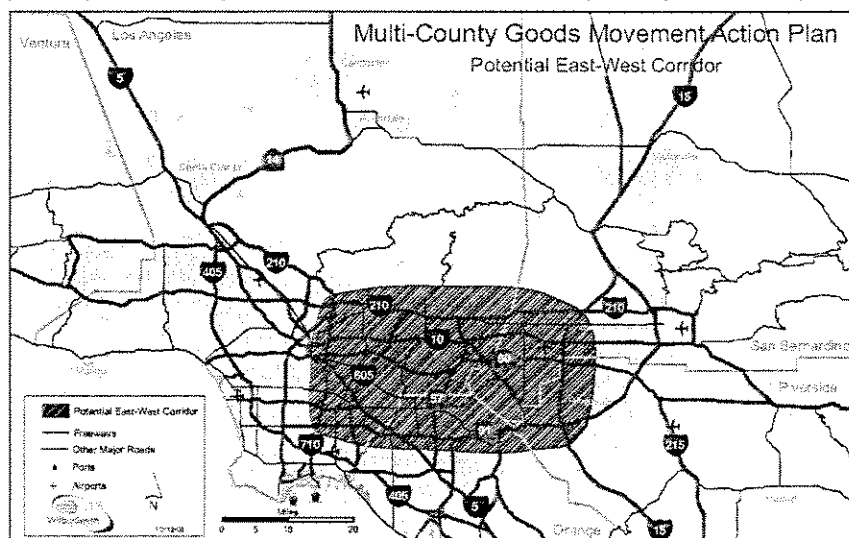 Multi-County Goods Movement Action Plan
Potential East-West Corridor
Ventura
Los Angeles
5
15
405
210
210
210
10
60
605
57
91
San Bernardino
Riverside
710
215
405
5
15
Orange
Potential East-West Corridor
Freeways
Other Major Roads
Ports
Airports
N
Miles
0 5 10 20